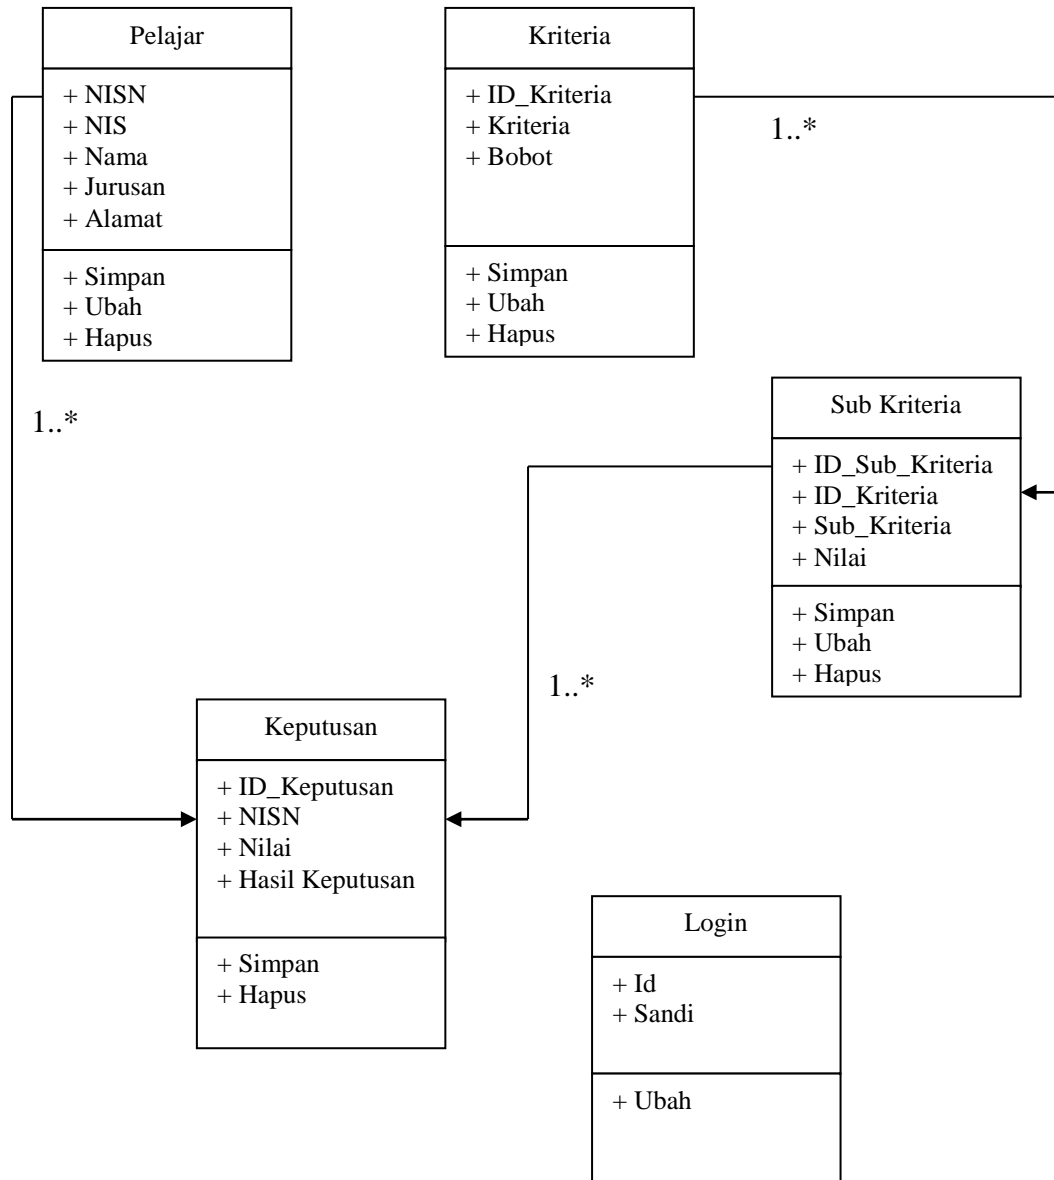 Pelajar
+ NISN
+ NIS
+ Nama
+ Jurusan
+ Alamat
+ Simpan
+ Ubah
+ Hapus
1..*
Kriteria
+ ID_Kriteria
+ Kriteria
+ Bobot
+ Simpan
+ Ubah
+ Hapus
1..*
Sub Kriteria
+ ID_Sub_Kriteria
+ ID_Kriteria
+ Sub_Kriteria
+ Nilai
+ Simpan
+ Ubah
+ Hapus
1..*
Keputusan
+ ID_Keputusan
+ NISN
+ Nilai
+ Hasil Keputusan
+ Simpan
+ Hapus
Login
+ Id
+ Sandi
+ Ubah